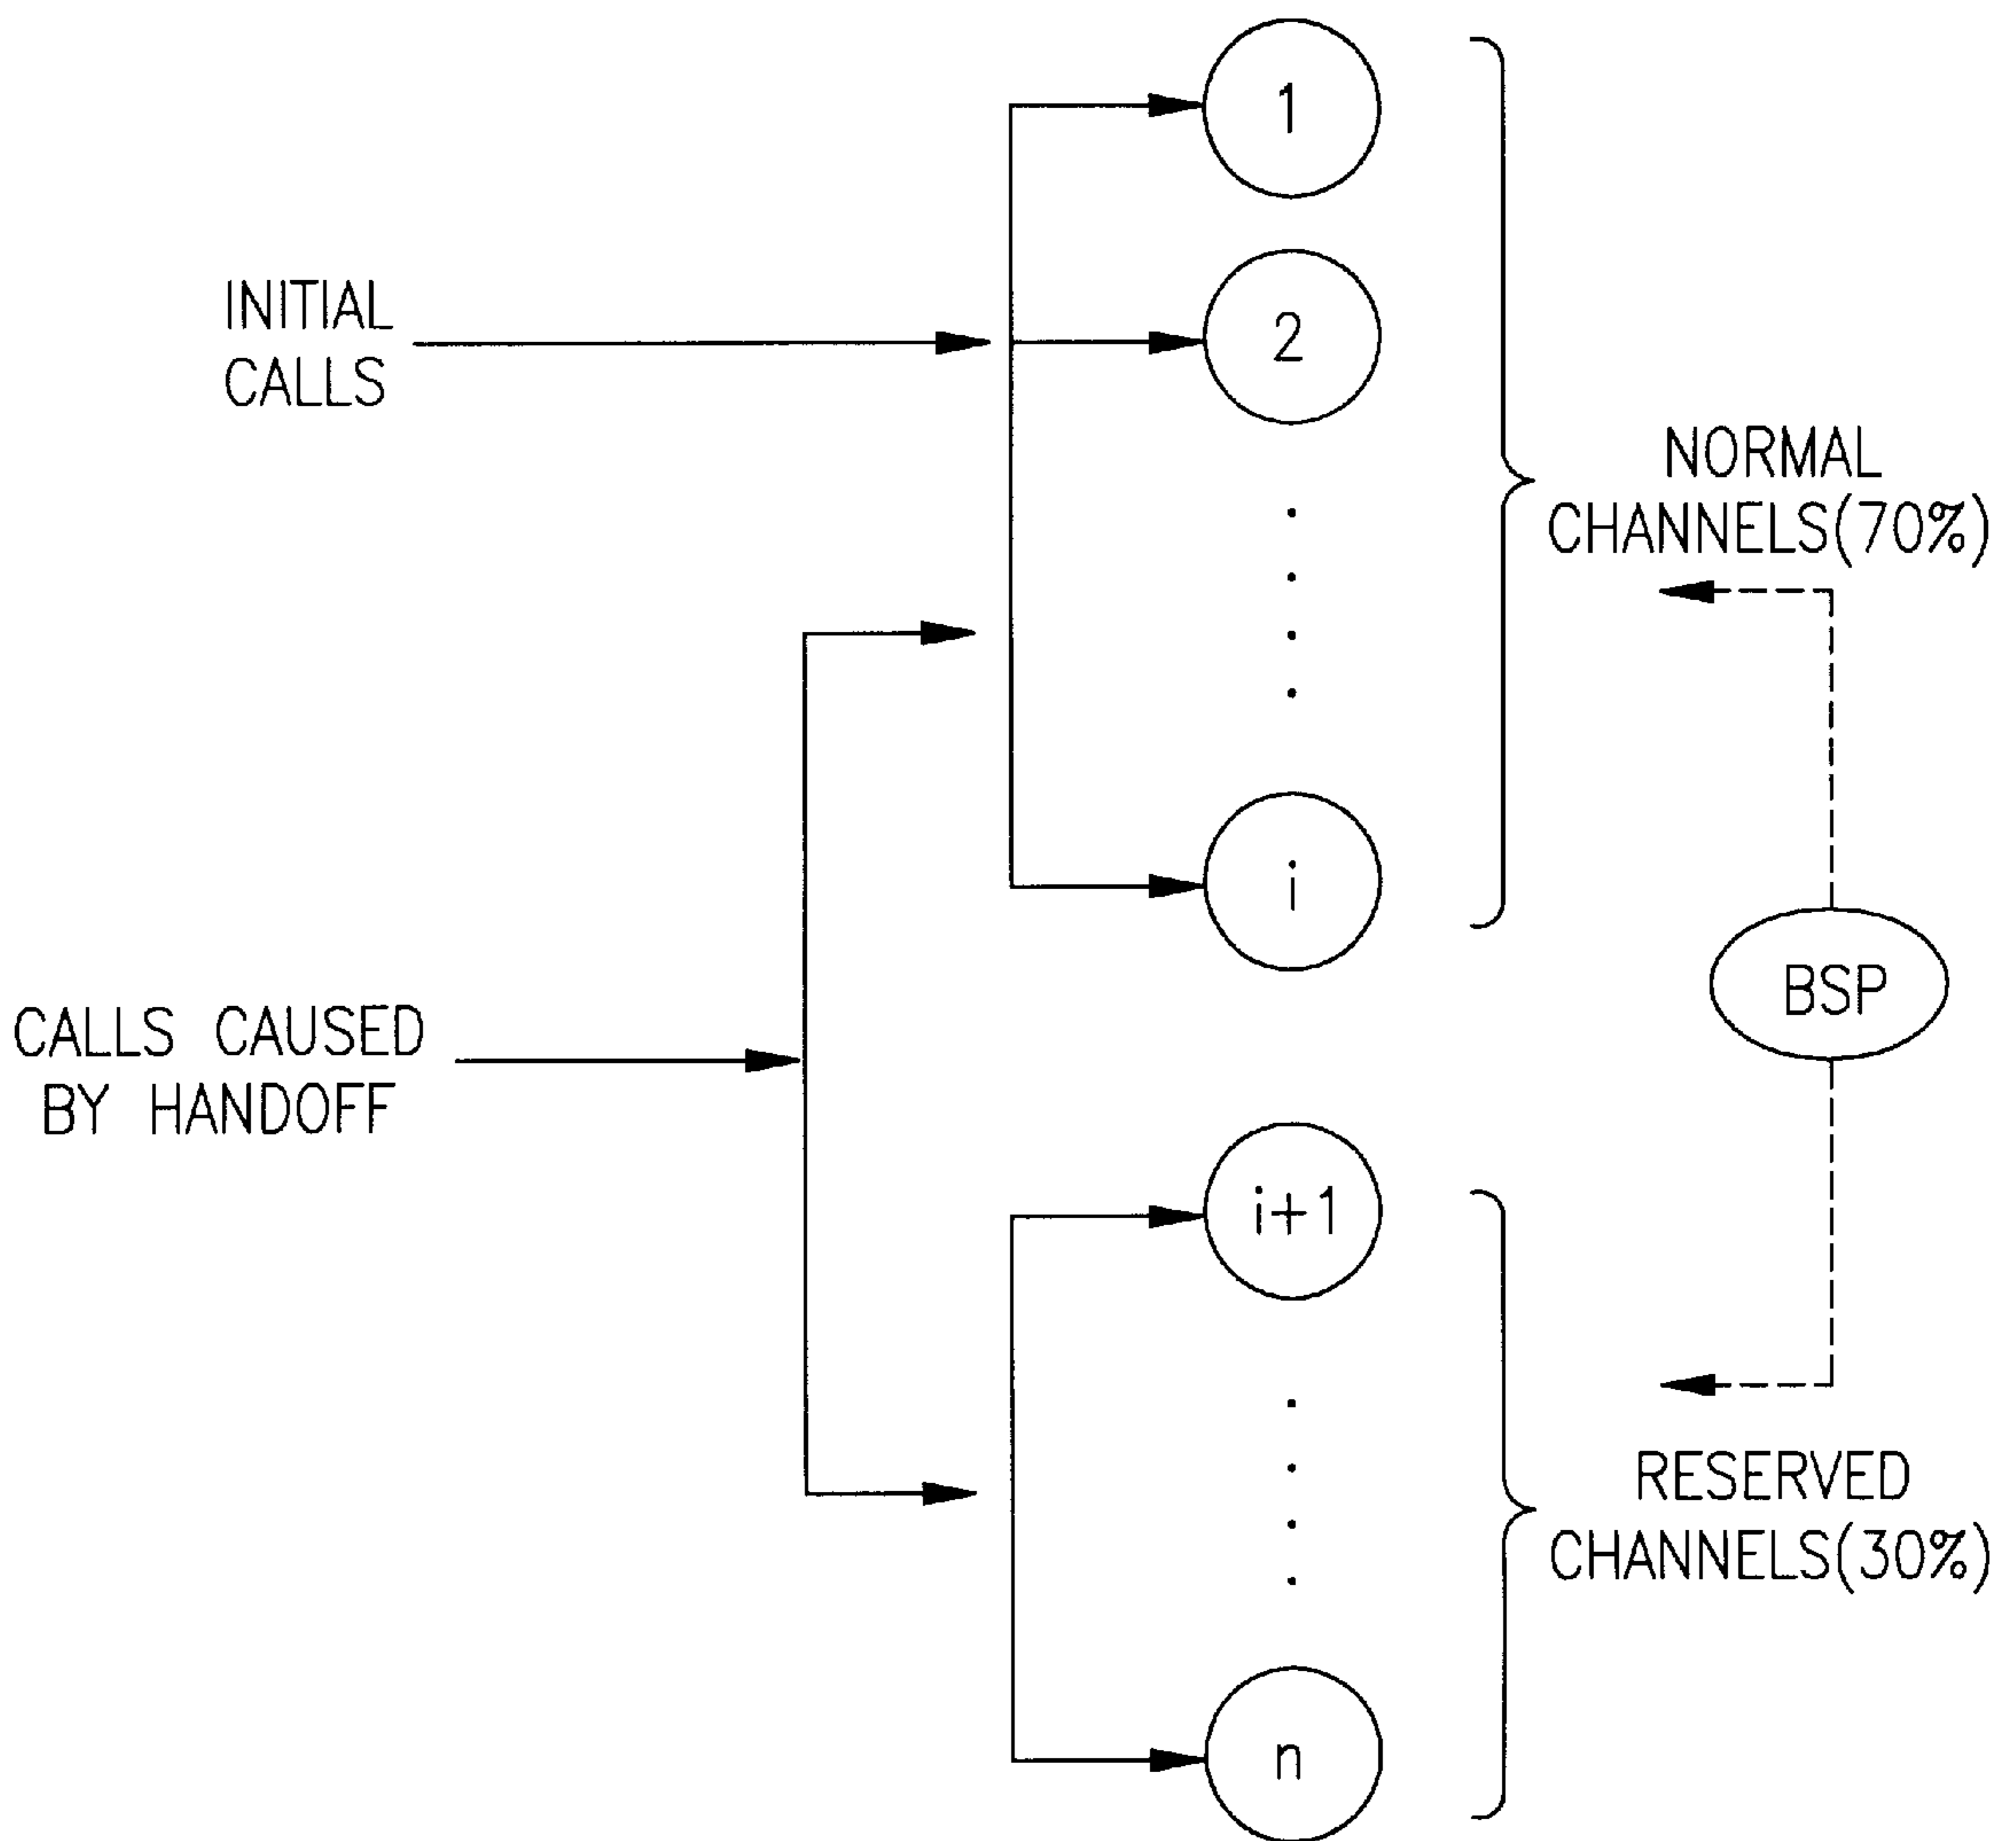 1
INITIAL
CALLS
2
NORMAL
CHANNELS(70%)
i
BSP
CALLS CAUSED
BY HANDOFF
i+1
RESERVED
CHANNELS(30%)
n